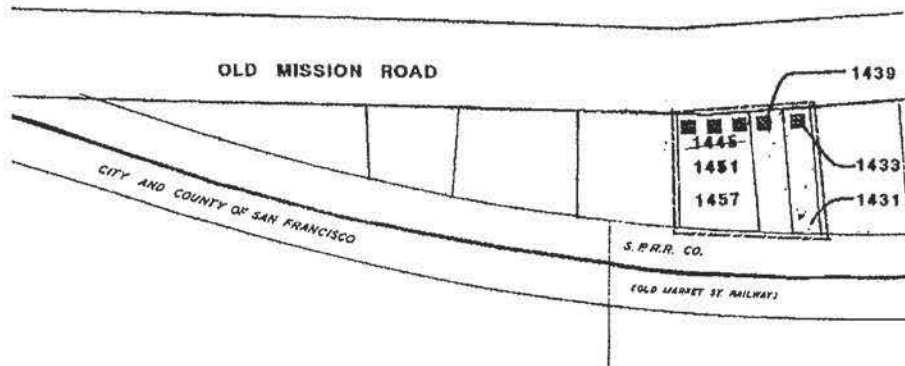 OLD MISSION ROAD
1439
1445
1451
1433
1457
1431
CITY AND COUNTY OF SAN FRANCISCO
S.P.R.R. CO.
(OLD MARKET ST. RAILWAY)